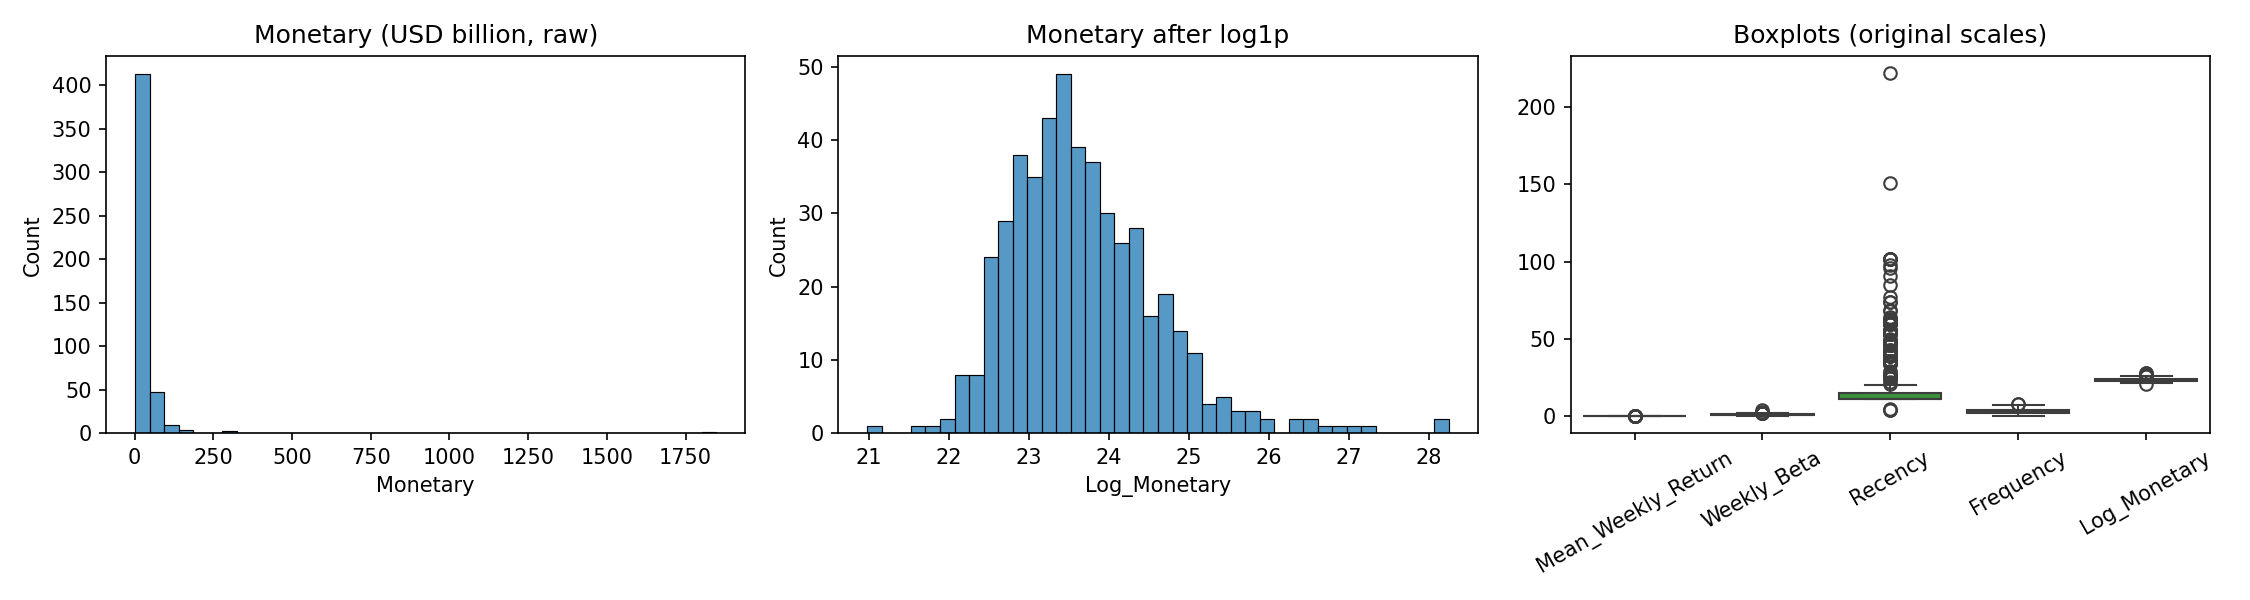 Monetary (USD billion, raw)
Count
400
350
300
250
200
150
100
50
0
0 250 500 750 1000 1250 1500 1750
Monetary
Monetary after log1p
Count
50
40
30
20
10
0
21 22 23 24 25 26 27 28
Log_Monetary
Boxplots (original scales)
200
150
100
50
0
Mean_Weekly_Return
Weekly_Beta
Recency
Frequency
Log_Monetary